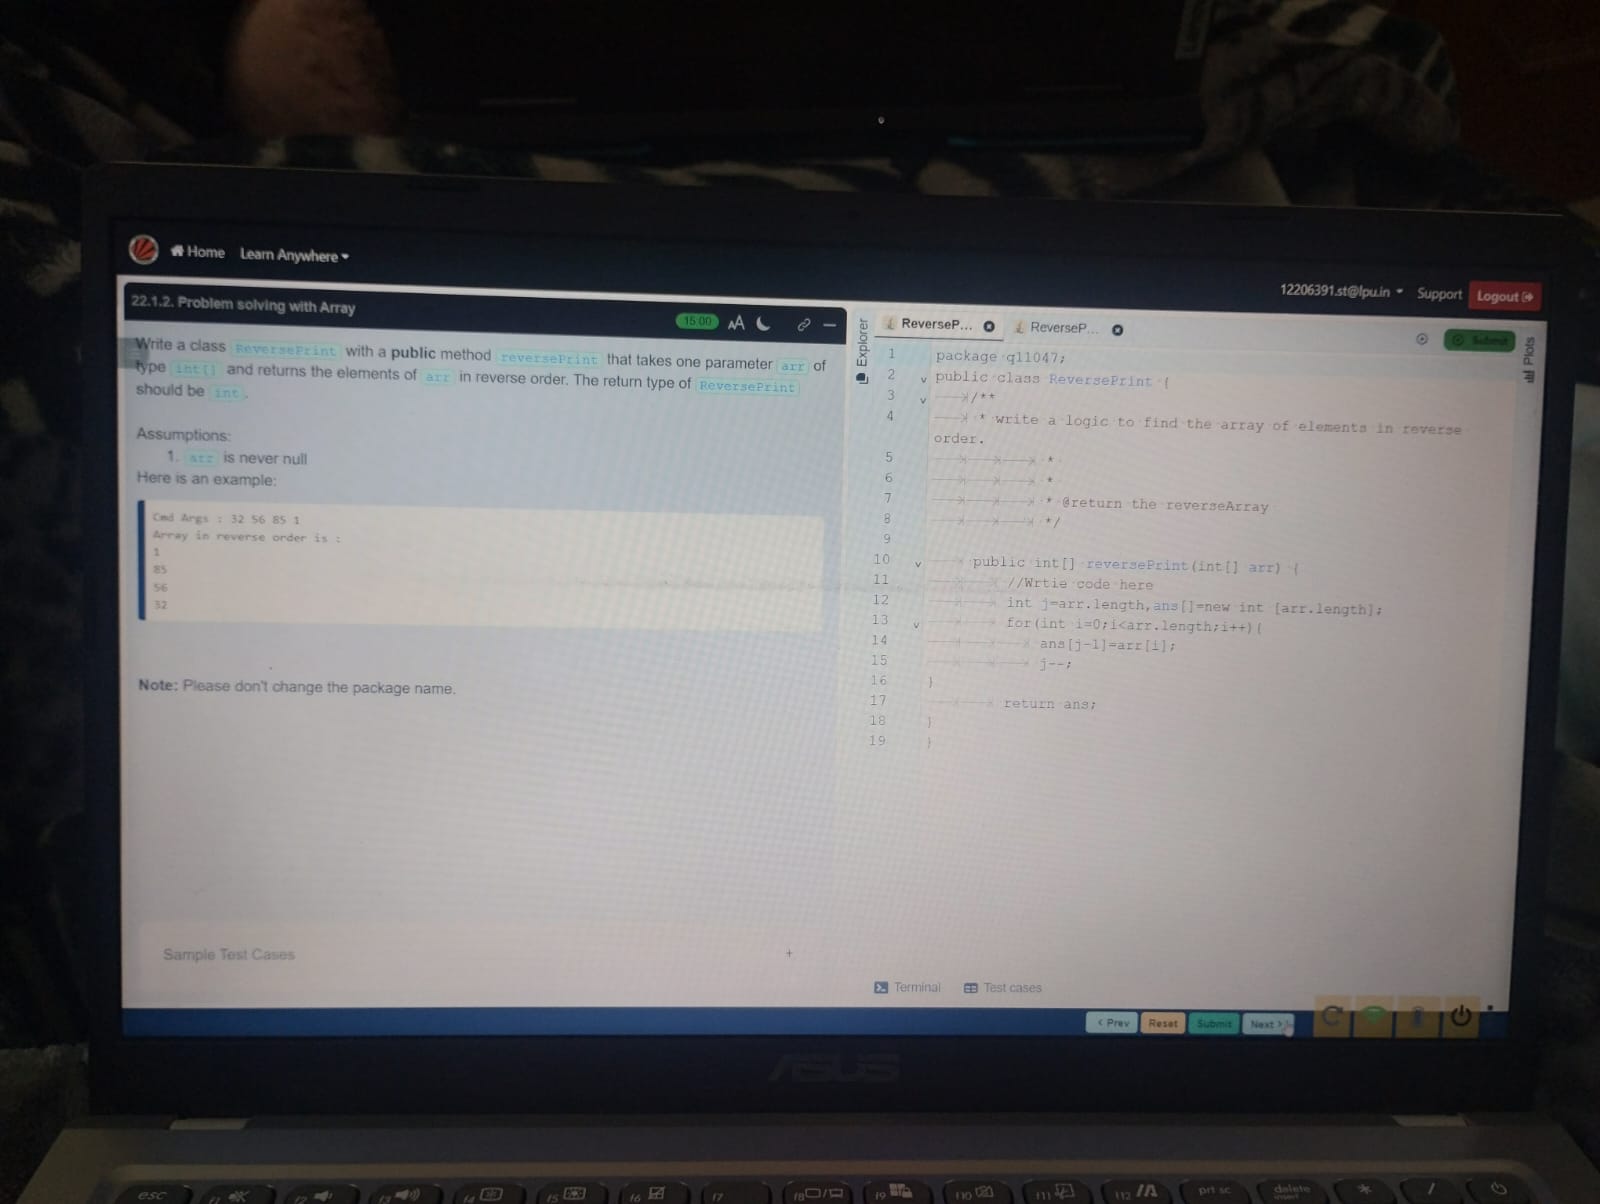 Home Learn Anywhere
12206391.st@lpu.in Support Logout
22.1.2. Problem solving with Array
15:00 AA
Write a class ReversePrint with a public method reversePrint that takes one parameter arr of
type int[] and returns the elements of arr in reverse order. The return type of ReversePrint
should be int.
Assumptions:
1. arr is never null
Here is an example:
Cmd Args : 32 56 85 1
Array in reverse order is :
1
85
56
32
Note: Please don't change the package name.
Sample Test Cases +
Explorer
ReverseP... ReverseP...
Submit
Plots
1 package q11047;
2 public class ReversePrint {
3 /**
4 * write a logic to find the array of elements in reverse
order.
5 *
6 *
7 * @return the reverseArray
8 */
9
10 public int[] reversePrint(int[] arr) {
11 //Wrtie code here
12 int j=arr.length,ans[]=new int [arr.length];
13 for(int i=0;i<arr.length;i++){
14 ans[j-1]=arr[i];
15 j--;
16 }
17 return ans;
18 }
19 }
Terminal Test cases
< Prev Reset Submit Next >
ASUS
esc f1 f2 f3 f4 f5 f6 f7 f8 f9 f10 f11 f12 prt sc delete
insert